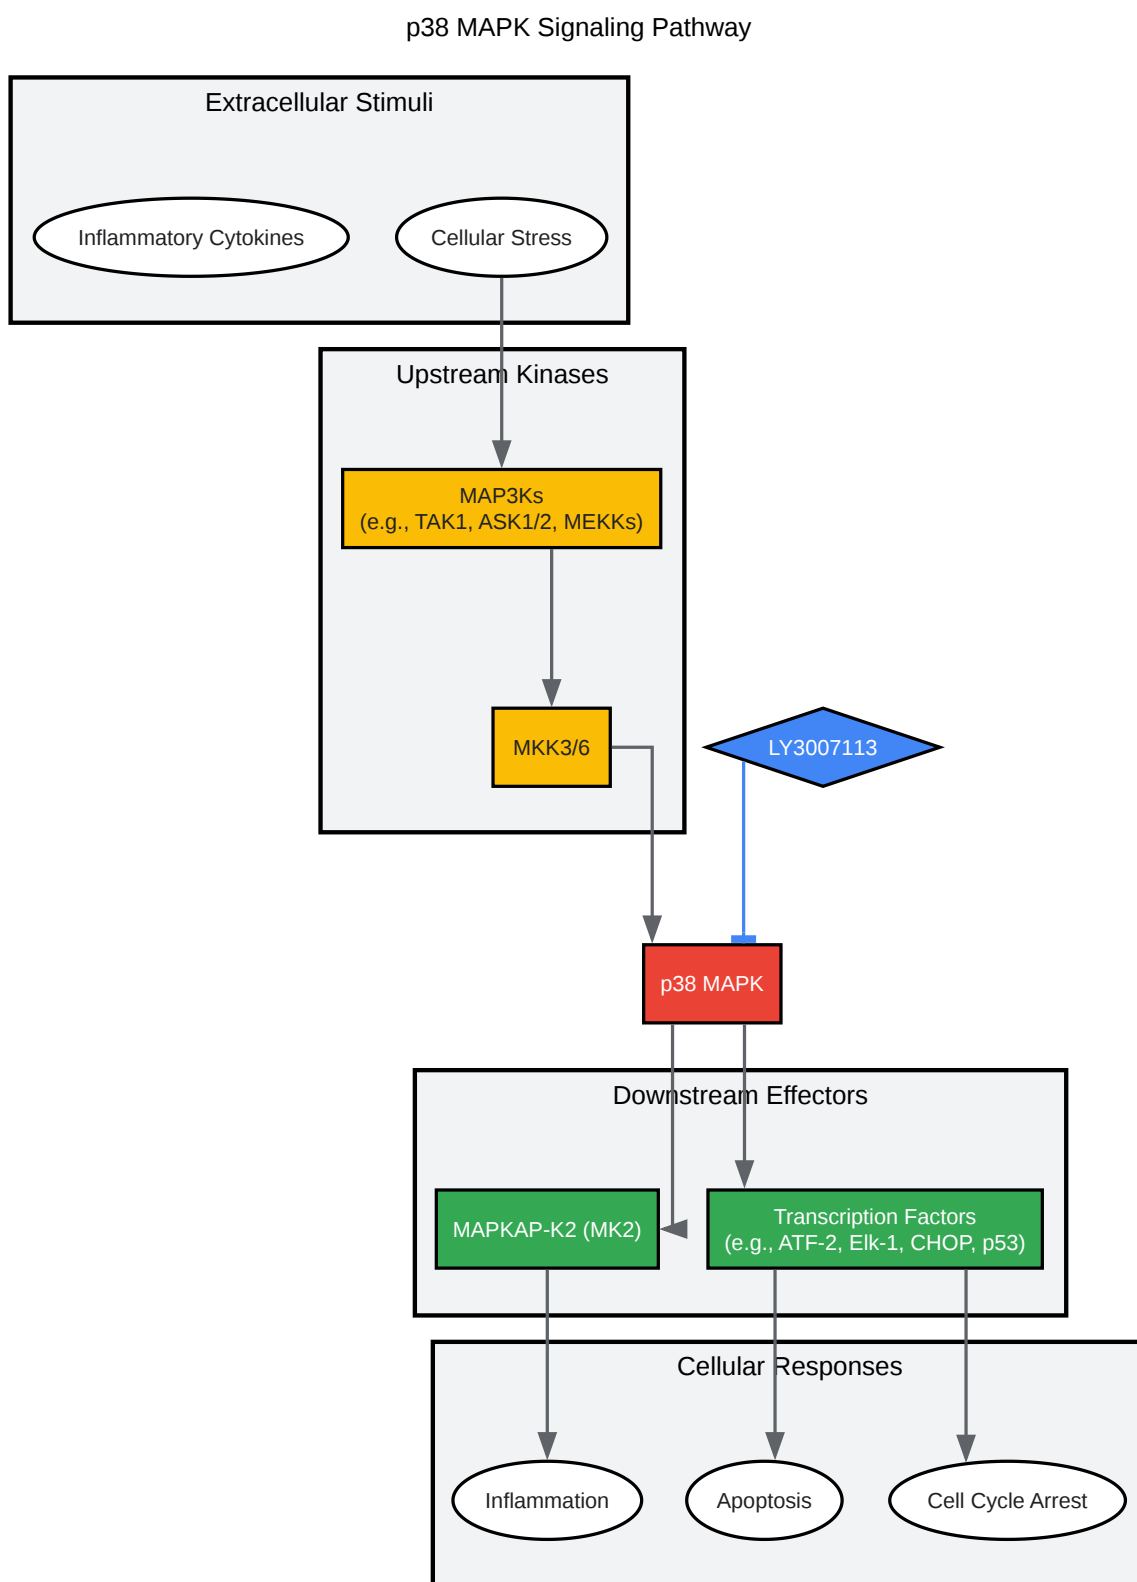 p38 MAPK Signaling Pathway
Extracellular Stimuli
Inflammatory Cytokines
Cellular Stress
Upstream Kinases
MAP3Ks
(e.g., TAK1, ASK1/2, MEKKs)
MKK3/6
LY3007113
p38 MAPK
Downstream Effectors
MAPKAP-K2 (MK2)
Transcription Factors
(e.g., ATF-2, Elk-1, CHOP, p53)
Cellular Responses
Inflammation
Apoptosis
Cell Cycle Arrest